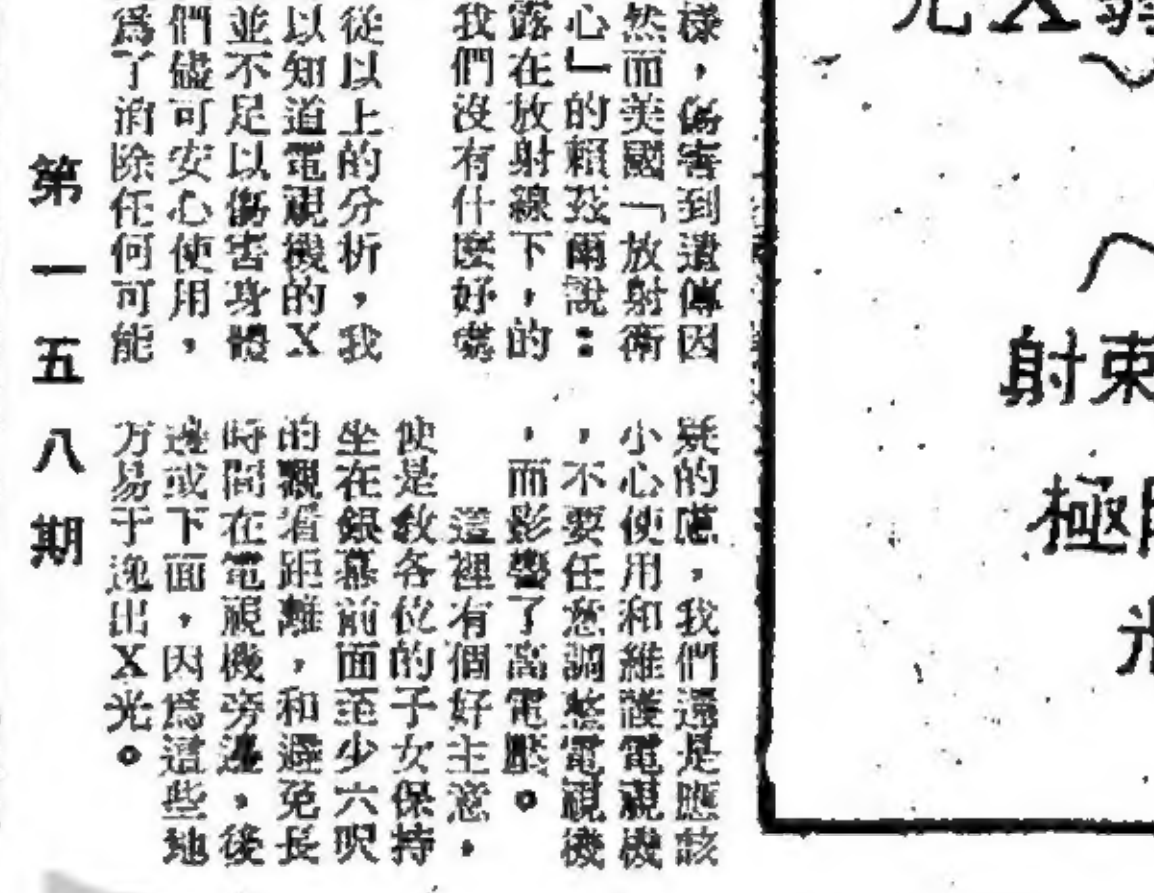 樣,傷害到遺傳因
然而美國「放射衛
心」的賴茲爾說:
露在放射線下,的
我們沒有什麼好處
從以上的分析,我
以知道電視機的X
並不足以傷害身體
們儘可安心使用,
爲了消除任何可能
疑的慮,我們還是應該
小心使用和維護電視機
,不要任意調整電視機
,而影響了高電壓。
這裡有個好主意,
使是敎各位的子女保持
坐在銀幕前面至少六呎
的觀看距離,和避免長
時間在電視機旁邊,後
邊或下面,因爲這些地
方易于逸出X光。
第一五八期
光X
射束
極陰
光